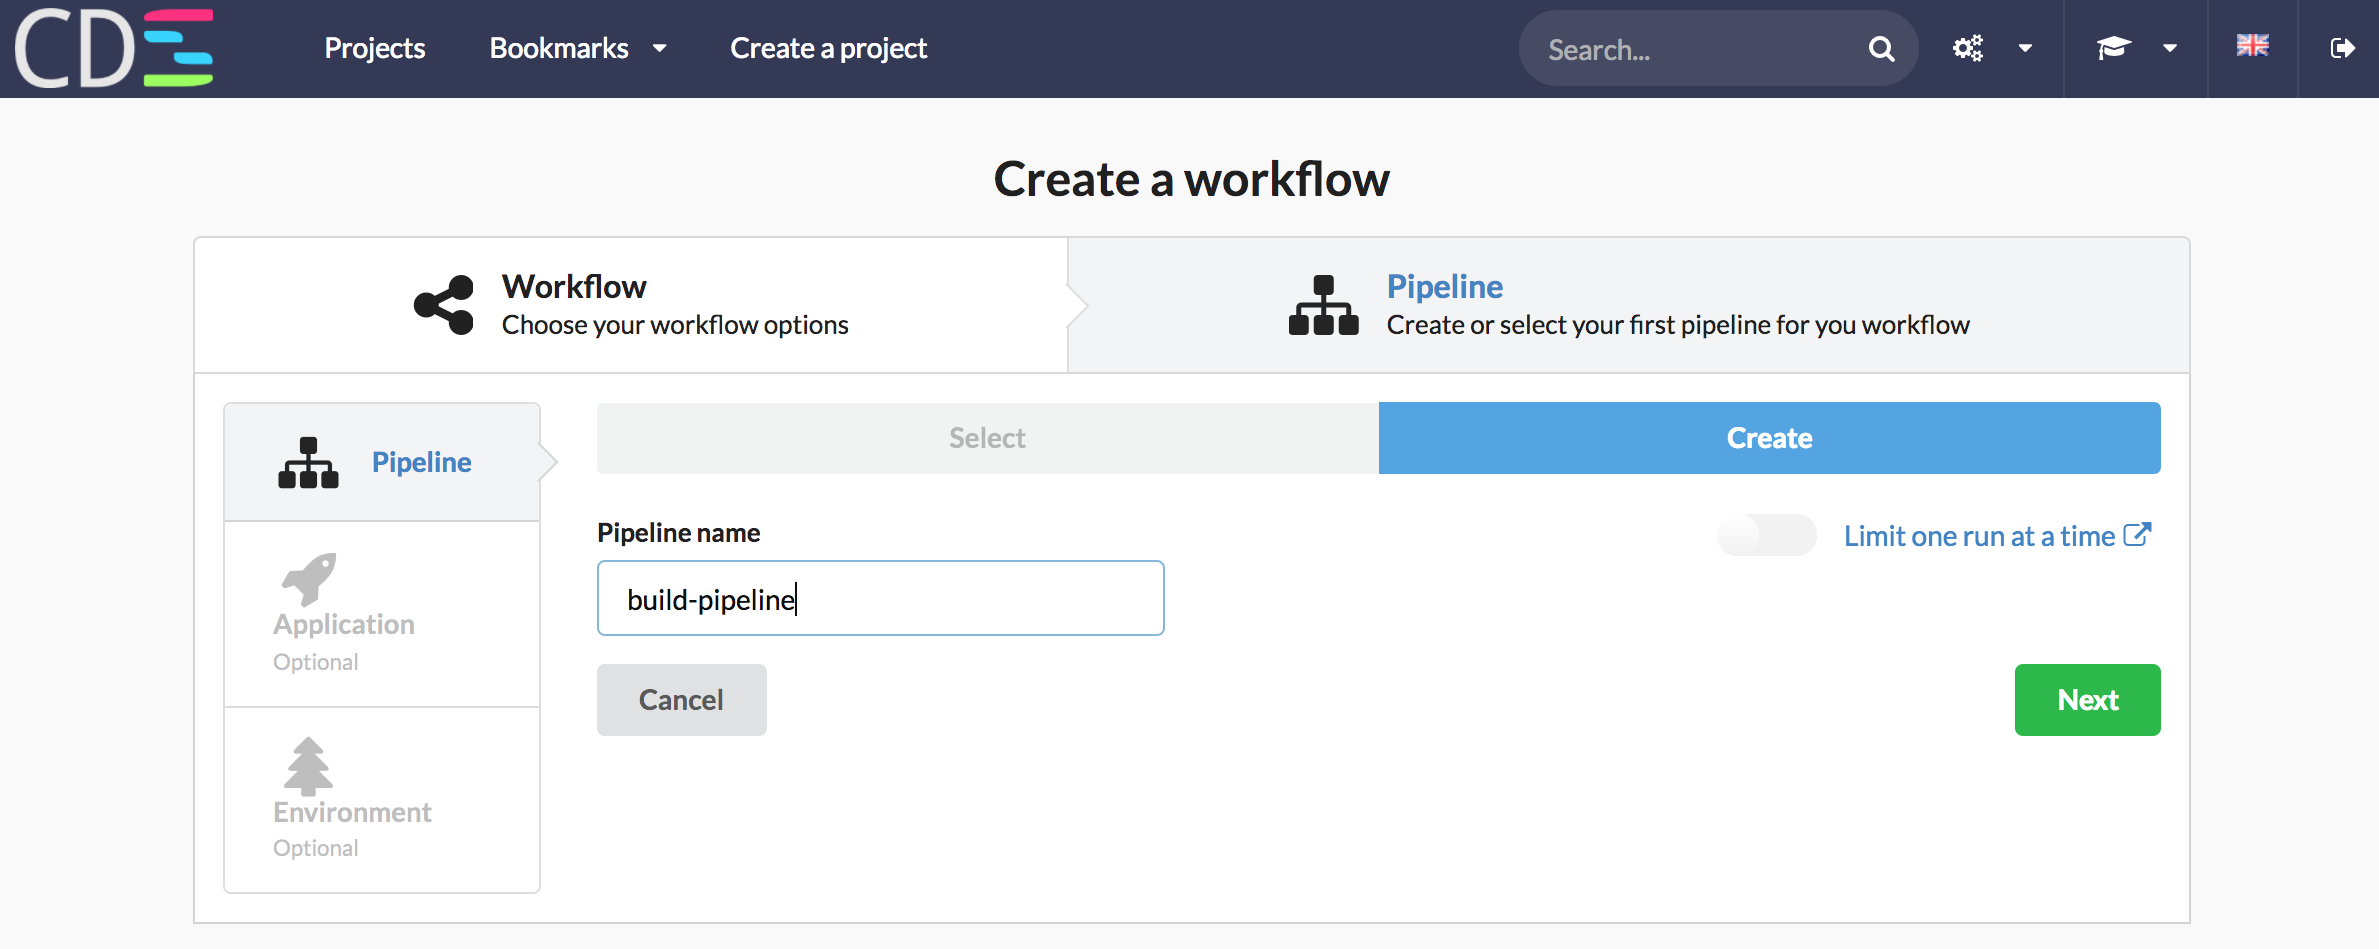 CDE
Projects
Bookmarks
Create a project
Search...
Create a workflow
Workflow
Choose your workflow options
Pipeline
Create or select your first pipeline for you workflow
Pipeline
Application
Optional
Environment
Optional
Select
Create
Pipeline name
Limit one run at a time
build-pipeline
Cancel
Next